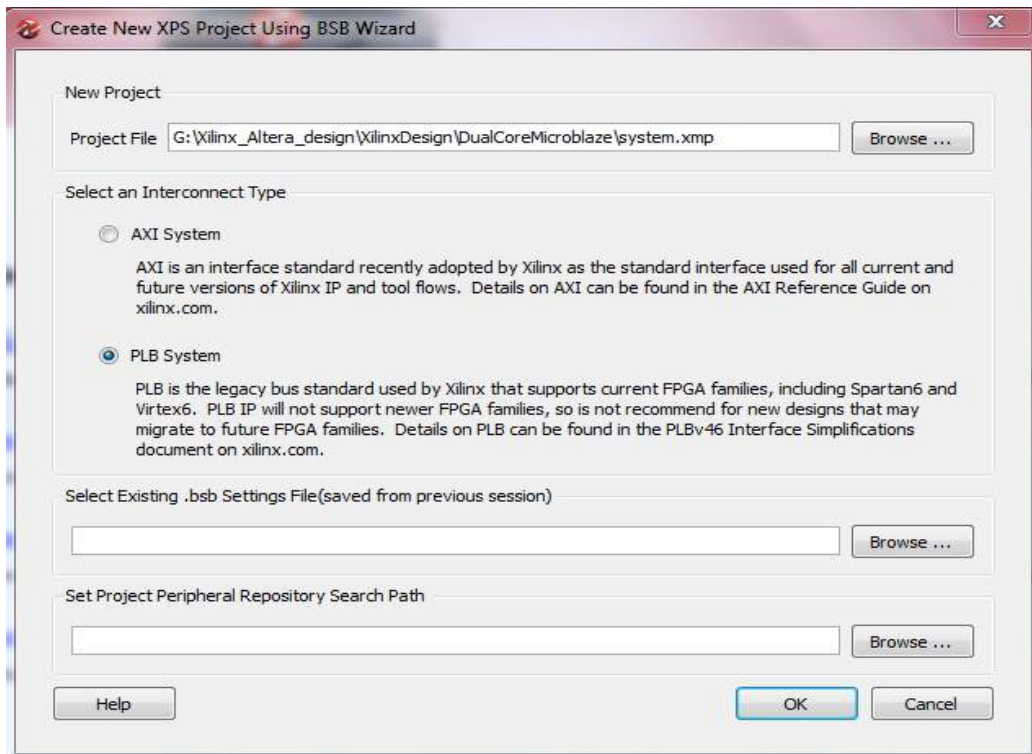 Create New XPS Project Using BSB Wizard
New Project
Project File G:\Xilinx_Altera_design\XilinxDesign\DualCoreMicroblaze\system.xmp Browse ...
Select an Interconnect Type
AXI System
AXI is an interface standard recently adopted by Xilinx as the standard interface used for all current and
future versions of Xilinx IP and tool flows. Details on AXI can be found in the AXI Reference Guide on
xilinx.com.
PLB System
PLB is the legacy bus standard used by Xilinx that supports current FPGA families, including Spartan6 and
Virtex6. PLB IP will not support newer FPGA families, so is not recommend for new designs that may
migrate to future FPGA families. Details on PLB can be found in the PLBv46 Interface Simplifications
document on xilinx.com.
Select Existing .bsb Settings File(saved from previous session)
Browse ...
Set Project Peripheral Repository Search Path
Browse ...
Help OK Cancel